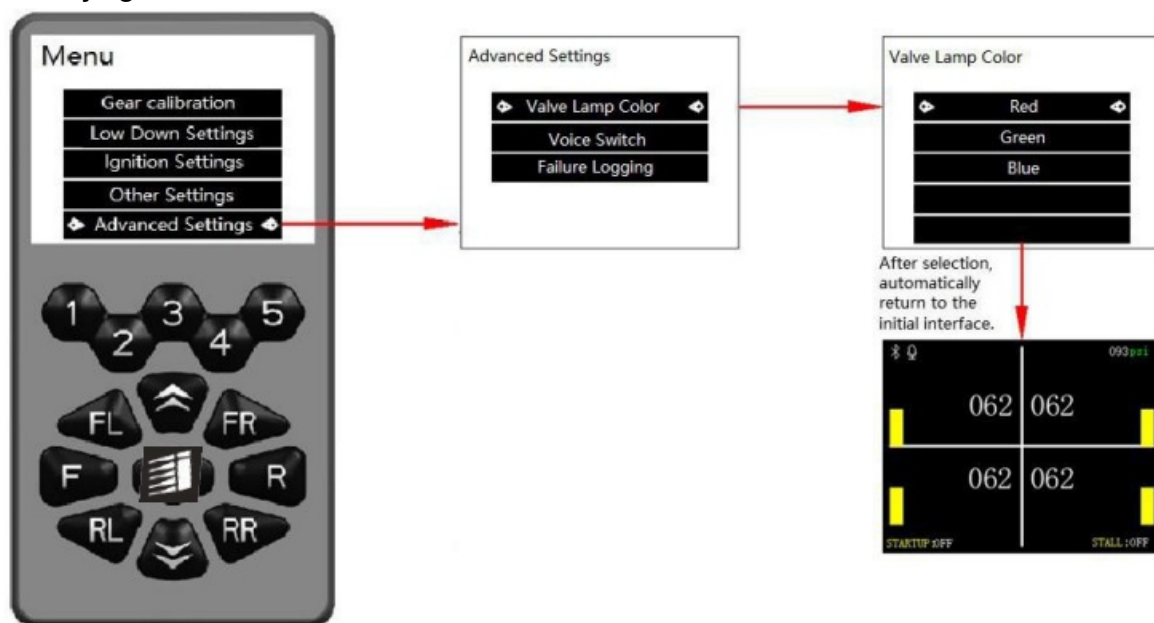 Menu
Gear calibration
Low Down Settings
Ignition Settings
Other Settings
Advanced Settings
1
2
3
4
5
FL
FR
F
R
RL
RR
Advanced Settings
Valve Lamp Color
Voice Switch
Failure Logging
Valve Lamp Color
Red
Green
Blue
After selection,
automatically
return to the
initial interface.
093psi
062 062
062 062
STARTUP:OFF STALL:OFF